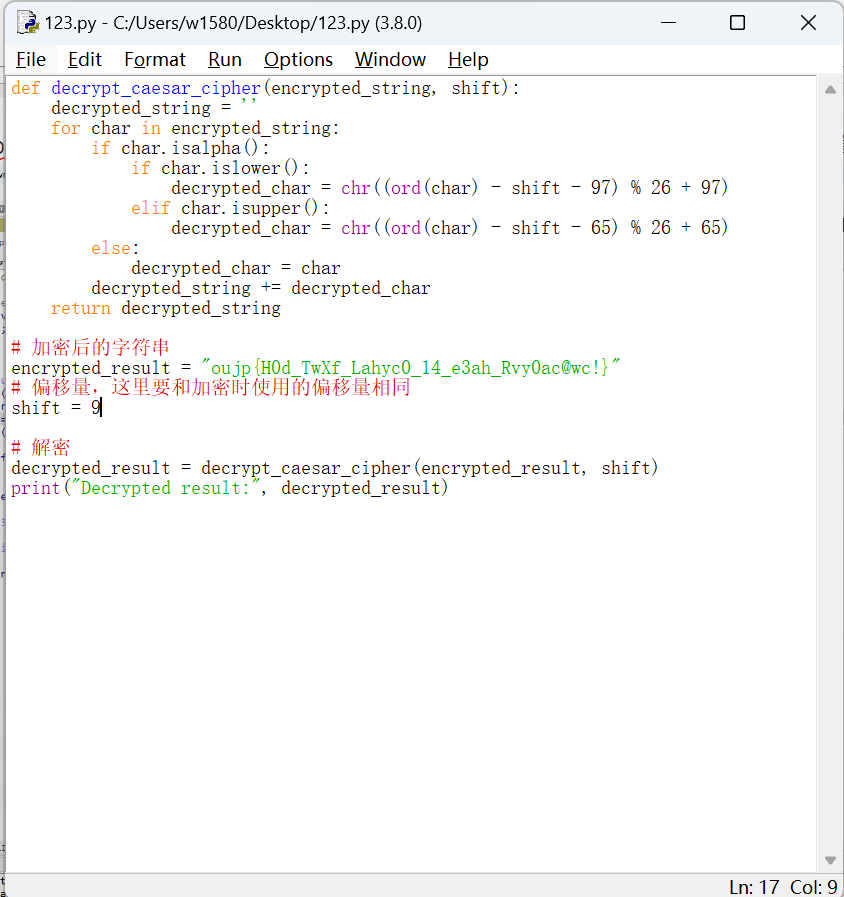 123.py - C:/Users/w1580/Desktop/123.py (3.8.0)
File Edit Format Run Options Window Help
def decrypt_caesar_cipher(encrypted_string, shift):
    decrypted_string = ''
    for char in encrypted_string:
        if char.isalpha():
            if char.islower():
                decrypted_char = chr((ord(char) - shift - 97) % 26 + 97)
            elif char.isupper():
                decrypted_char = chr((ord(char) - shift - 65) % 26 + 65)
        else:
            decrypted_char = char
        decrypted_string += decrypted_char
    return decrypted_string

# 加密后的字符串
encrypted_result = "oujp{H0d_TwXf_Lahyc0_14_e3ah_Rvy0ac@wc!}"
# 偏移量，这里要和加密时使用的偏移量相同
shift = 9

# 解密
decrypted_result = decrypt_caesar_cipher(encrypted_result, shift)
print("Decrypted result:", decrypted_result)
Ln: 17 Col: 9